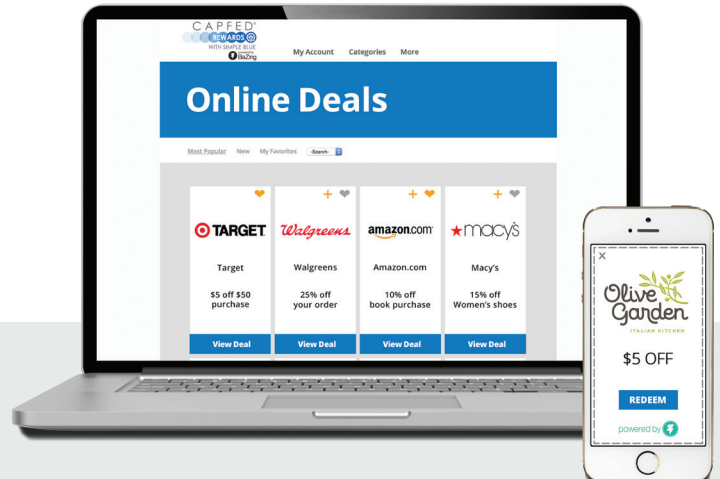 CAPFED®
REWARDS
WITH SIMPLE BLUE
powered by
BaZing
My Account Categories More
Online Deals
Most Popular New My Favorites -Search-
TARGET Walgreens amazon.com macy's
Target Walgreens Amazon.com Macy's
$5 off $50 25% off 10% off 15% off
purchase your order book purchase Women's shoes
View Deal View Deal View Deal View Deal
X
Olive
Garden
ITALIAN KITCHEN
$5 OFF
REDEEM
powered by